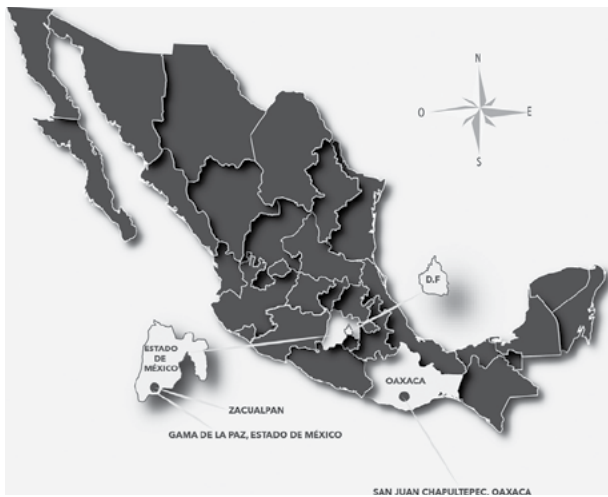 N
O
E
S
D.F
ESTADO
DE
MÉXICO
OAXACA
ZACUALPAN
GAMA DE LA PAZ, ESTADO DE MÉXICO
SAN JUAN CHAPULTEPEC, OAXACA